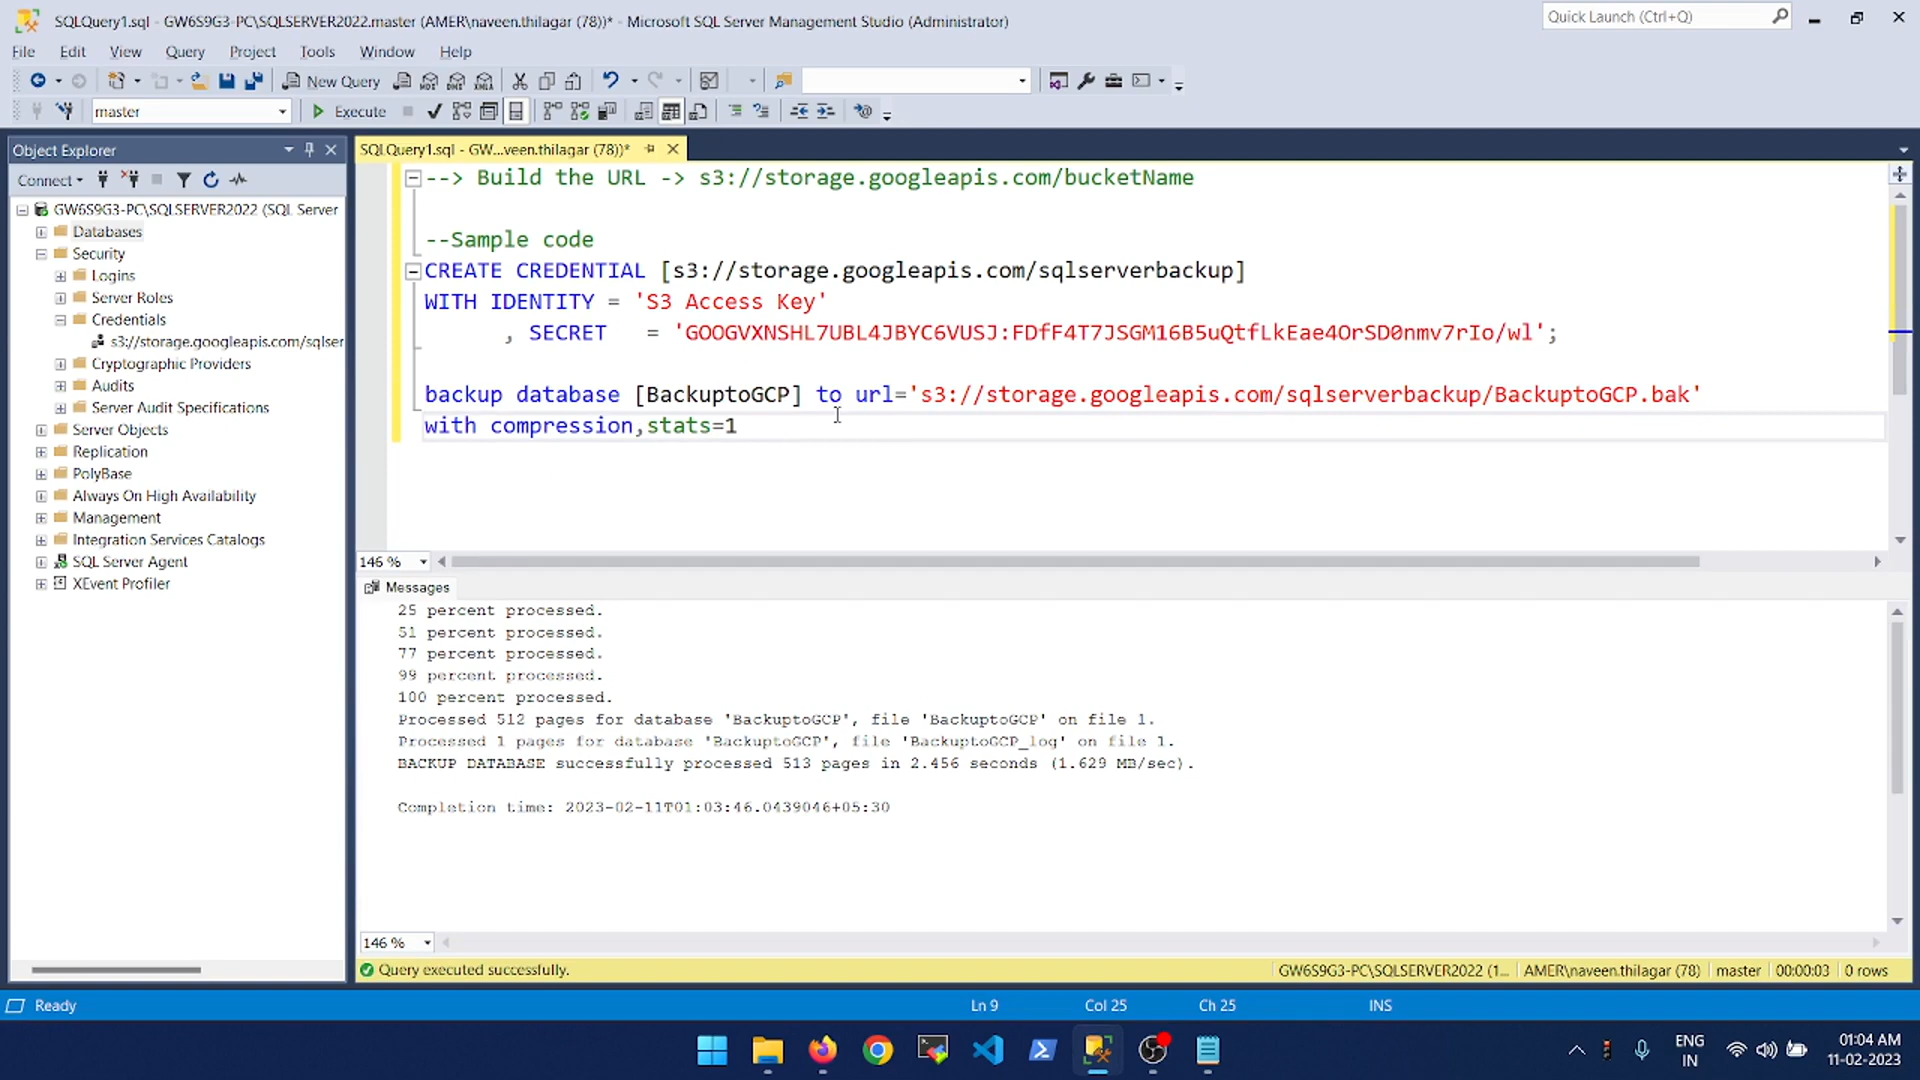 SQLQuery1.sql - GW6S9G3-PC\SQLSERVER2022.master (AMER\naveen.thilagar (78))* - Microsoft SQL Server Management Studio (Administrator)
Quick Launch (Ctrl+Q)
File Edit View Query Project Tools Window Help
New Query
master
Execute
Object Explorer
SQLQuery1.sql - GW...veen.thilagar (78))*
Connect
GW6S9G3-PC\SQLSERVER2022 (SQL Server
Databases
Security
Logins
Server Roles
Credentials
s3://storage.googleapis.com/sqlser
Cryptographic Providers
Audits
Server Audit Specifications
Server Objects
Replication
PolyBase
Always On High Availability
Management
Integration Services Catalogs
SQL Server Agent
XEvent Profiler
--> Build the URL -> s3://storage.googleapis.com/bucketName
--Sample code
CREATE CREDENTIAL [s3://storage.googleapis.com/sqlserverbackup]
WITH IDENTITY = 'S3 Access Key'
, SECRET = 'GOOGVXNSHL7UBL4JBYC6VUSJ:FDfF4T7JSGM16B5uQtfLkEae4OrSD0nmv7rIo/wl';
backup database [BackuptoGCP] to url='s3://storage.googleapis.com/sqlserverbackup/BackuptoGCP.bak'
with compression,stats=1
146 %
Messages
25 percent processed.
51 percent processed.
77 percent processed.
99 percent processed.
100 percent processed.
Processed 512 pages for database 'BackuptoGCP', file 'BackuptoGCP' on file 1.
Processed 1 pages for database 'BackuptoGCP', file 'BackuptoGCP_log' on file 1.
BACKUP DATABASE successfully processed 513 pages in 2.456 seconds (1.629 MB/sec).
Completion time: 2023-02-11T01:03:46.0439046+05:30
146 %
Query executed successfully.
GW6S9G3-PC\SQLSERVER2022 (1... AMER\naveen.thilagar (78) master 00:00:03 0 rows
Ready
Ln 9
Col 25
Ch 25
INS
ENG
IN
01:04 AM
11-02-2023